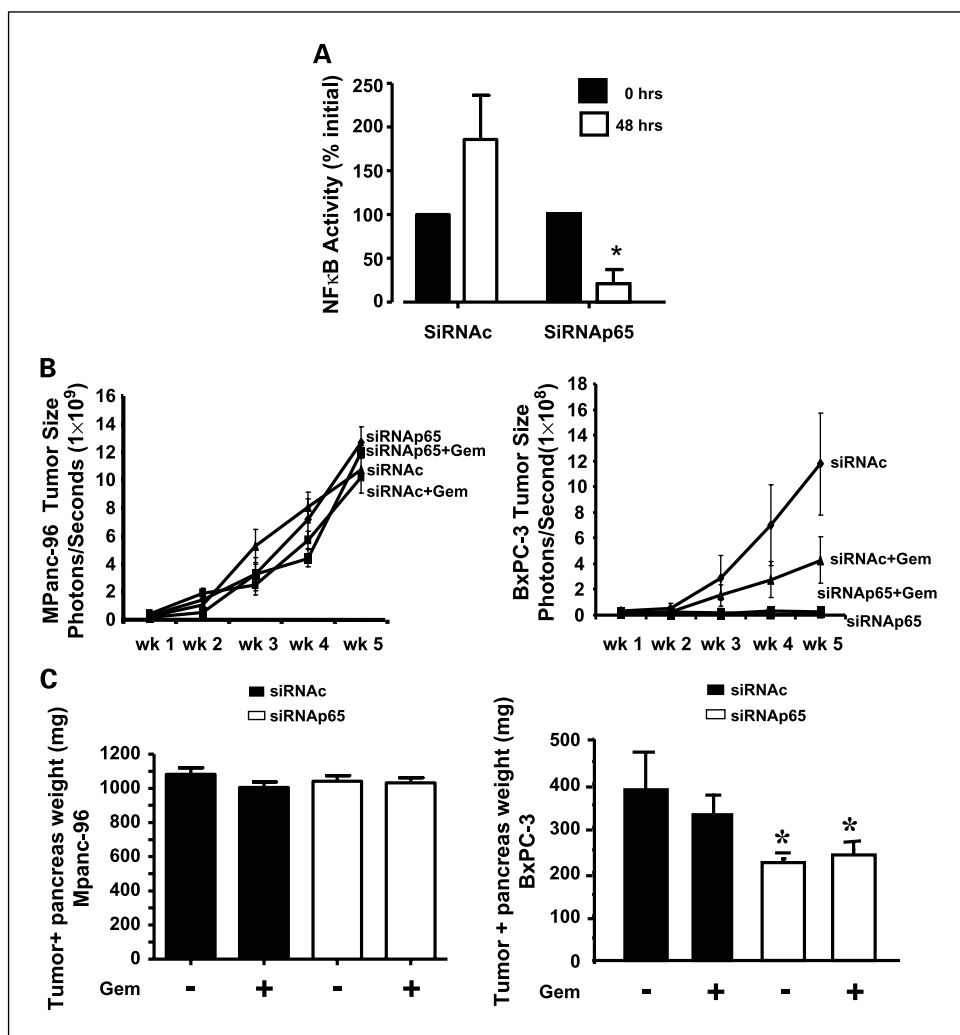 A
NFκB Activity (% initial)
250
200
150
100
50
0
0 hrs
48 hrs
*
SiRNAc
SiRNAp65
B
MPanc-96 Tumor Size
Photons/Seconds (1×10⁹)
16
14
12
10
8
6
4
2
0
siRNAp65
siRNAp65+Gem
siRNAc
siRNAc+Gem
wk 1
wk 2
wk 3
wk 4
wk 5
BxPC-3 Tumor Size
Photons/Second(1×10⁸)
18
16
14
12
10
8
6
4
2
0
siRNAc
siRNAc+Gem
siRNAp65+Gem
siRNAp65
wk 1
wk 2
wk 3
wk 4
wk 5
C
siRNAc
siRNAp65
Tumor+ pancreas weight (mg)
Mpanc-96
1200
1000
800
600
400
200
0
Gem - + - +
siRNAc
siRNAp65
Tumor + pancreas weight (mg)
BxPC-3
500
400
300
200
100
0
*
*
Gem - + - +